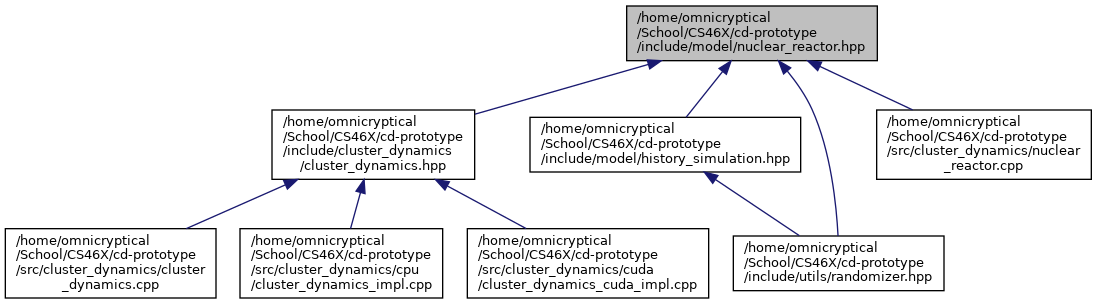 /home/omnicryptical
/School/CS46X/cd-prototype
/include/model/nuclear_reactor.hpp
/home/omnicryptical
/School/CS46X/cd-prototype
/include/cluster_dynamics
/cluster_dynamics.hpp
/home/omnicryptical
/School/CS46X/cd-prototype
/include/model/history_simulation.hpp
/home/omnicryptical
/School/CS46X/cd-prototype
/src/cluster_dynamics/nuclear
_reactor.cpp
/home/omnicryptical
/School/CS46X/cd-prototype
/src/cluster_dynamics/cluster
_dynamics.cpp
/home/omnicryptical
/School/CS46X/cd-prototype
/src/cluster_dynamics/cpu
/cluster_dynamics_impl.cpp
/home/omnicryptical
/School/CS46X/cd-prototype
/src/cluster_dynamics/cuda
/cluster_dynamics_cuda_impl.cpp
/home/omnicryptical
/School/CS46X/cd-prototype
/include/utils/randomizer.hpp